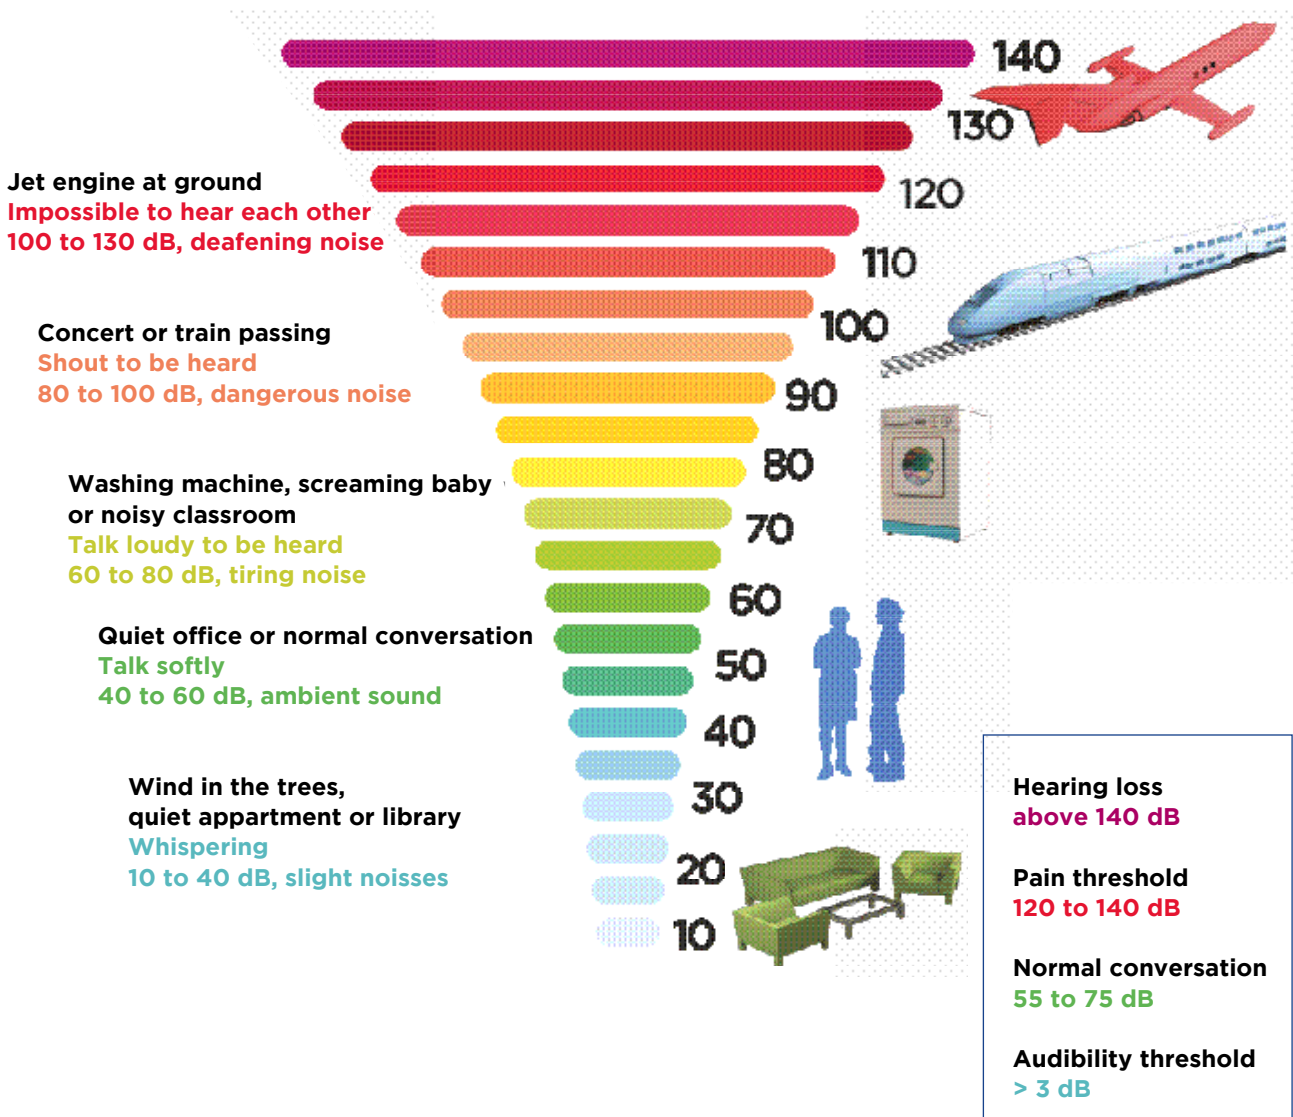 140
130
Jet engine at ground
Impossible to hear each other
100 to 130 dB, deafening noise
120
110
100
Concert or train passing
Shout to be heard
80 to 100 dB, dangerous noise
90
80
Washing machine, screaming baby
or noisy classroom
Talk loudy to be heard
60 to 80 dB, tiring noise
70
60
Quiet office or normal conversation
Talk softly
40 to 60 dB, ambient sound
50
40
Wind in the trees,
quiet appartment or library
Whispering
10 to 40 dB, slight noisses
30
20
10
Hearing loss
above 140 dB
Pain threshold
120 to 140 dB
Normal conversation
55 to 75 dB
Audibility threshold
> 3 dB